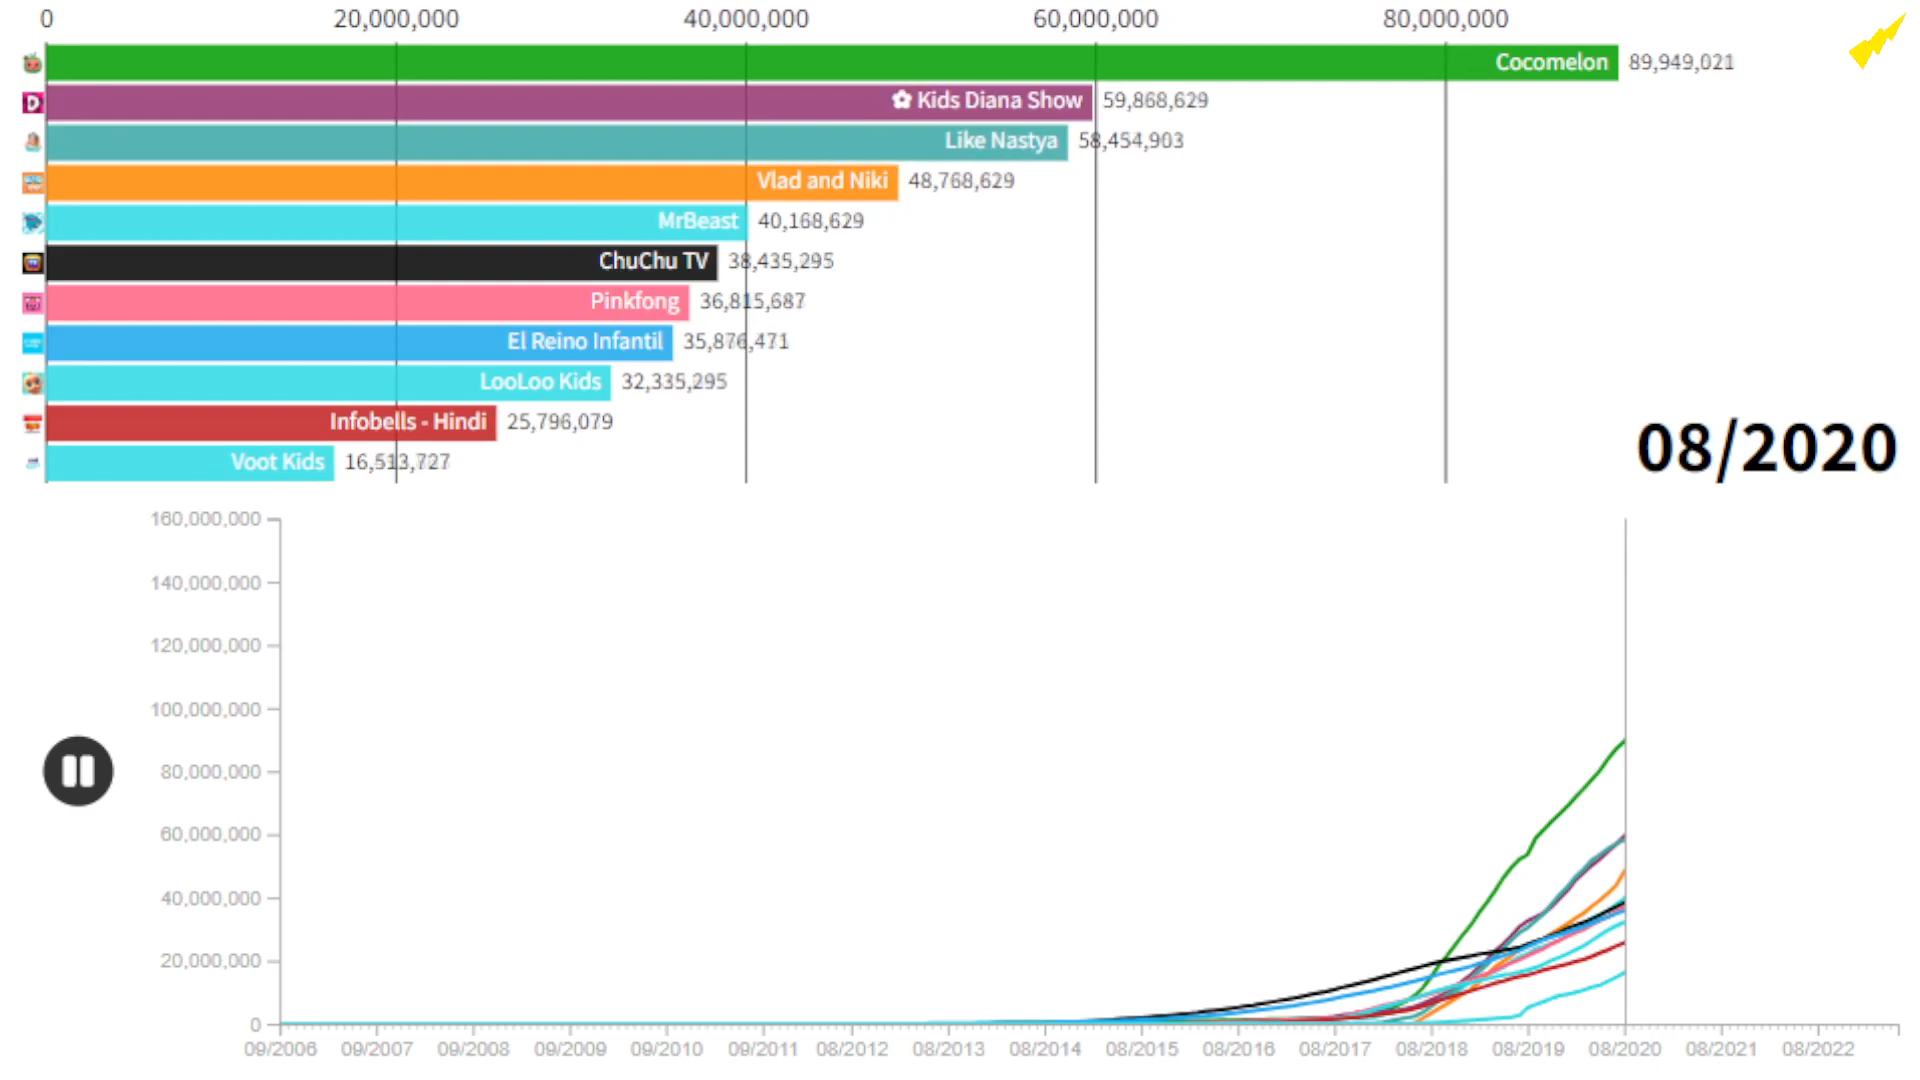 0 20,000,000 40,000,000 60,000,000 80,000,000
Cocomelon 89,949,021
D ✿ Kids Diana Show 59,868,629
Like Nastya 58,454,903
Vlad and Niki 48,768,629
MrBeast 40,168,629
ChuChu TV 38,435,295
Pinkfong 36,815,687
El Reino Infantil 35,876,471
LooLoo Kids 32,335,295
Infobells - Hindi 25,796,079
Voot Kids 16,513,727
08/2020
160,000,000
140,000,000
120,000,000
100,000,000
80,000,000
60,000,000
40,000,000
20,000,000
0
09/2006 09/2007 09/2008 09/2009 09/2010 09/2011 08/2012 08/2013 08/2014 08/2015 08/2016 08/2017 08/2018 08/2019 08/2020 08/2021 08/2022